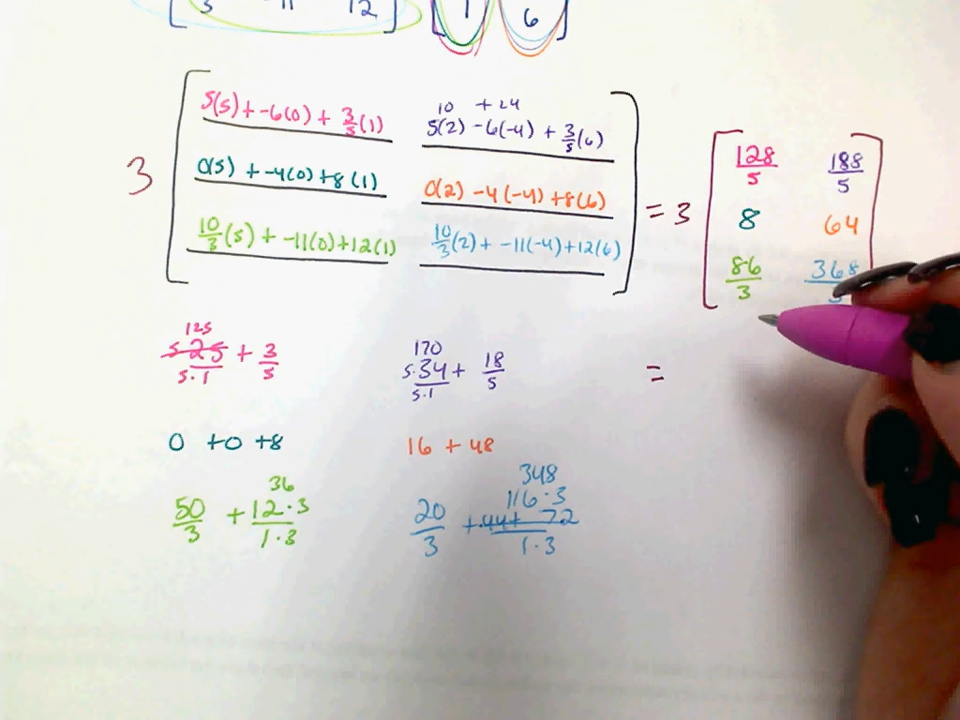 3 -11 12 1 6
5(5) + -6(0) + 3/5(1)
10 + 24
5(2) - 6(-4) + 3/5(6)
3
0(5) + -4(0) + 8(1)
0(2) - 4(-4) + 8(6)
10/3(5) + -11(0) + 12(1)
10/3(2) + -11(-4) + 12(6)
= 3
128/5 188/5
8 64
86/3 368
125
5·25/5·1 + 3/5
170
5·34/5·1 + 18/5
=
0 + 0 + 8
16 + 48
36
50/3 + 12·3/1·3
348
116·3
20/3 + 44 + 72/1·3